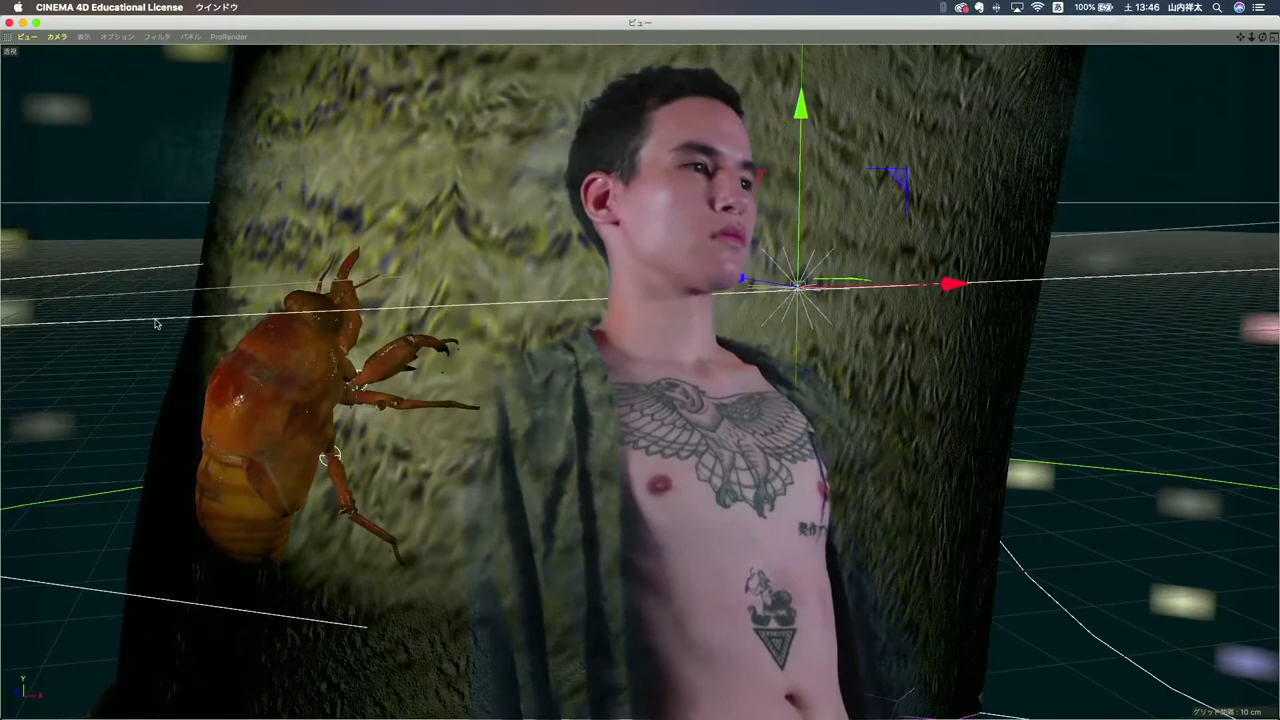 CINEMA 4D Educational License ウインドウ 100% 土 13:46 山内祥太
ビュー
ビュー カメラ 表示 オプション フィルタ パネル ProRender
透視
Y
X
グリッド間隔 : 10 cm